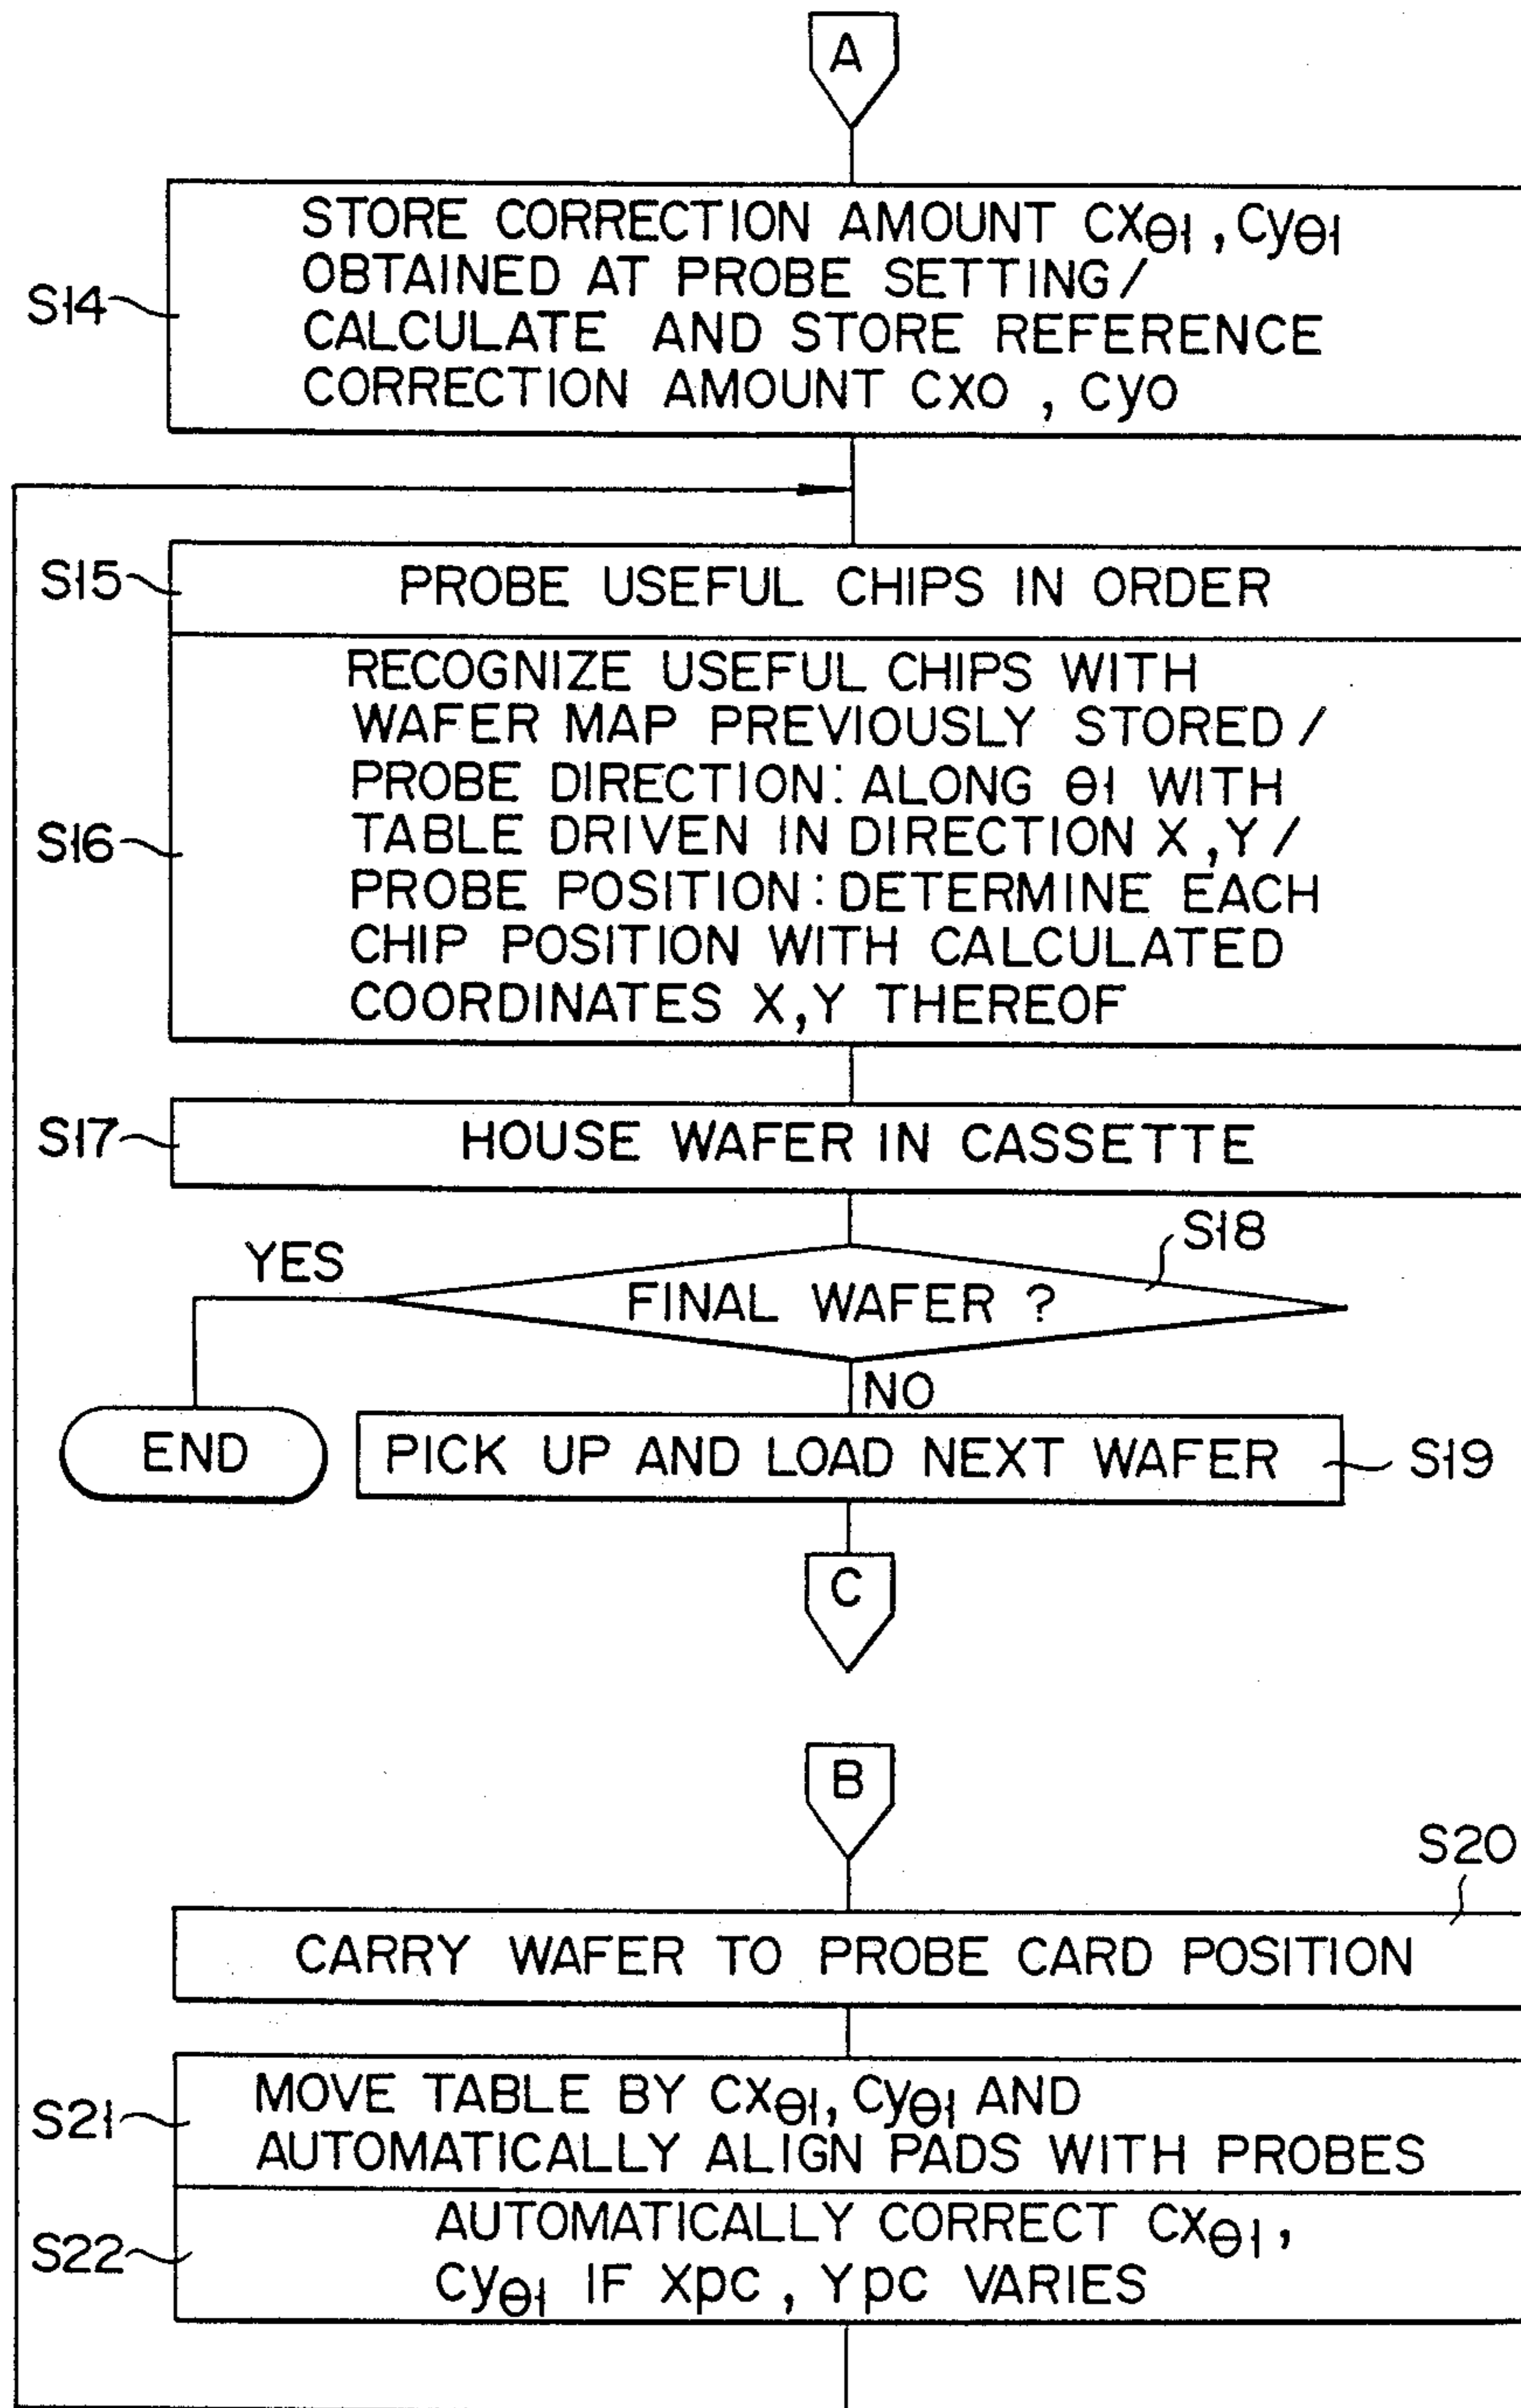 A
STORE CORRECTION AMOUNT Cxθ1, Cyθ1
OBTAINED AT PROBE SETTING/
CALCULATE AND STORE REFERENCE
CORRECTION AMOUNT Cxo, Cyo
S14
S15
PROBE USEFUL CHIPS IN ORDER
RECOGNIZE USEFUL CHIPS WITH
WAFER MAP PREVIOUSLY STORED/
PROBE DIRECTION: ALONG θ1 WITH
TABLE DRIVEN IN DIRECTION X,Y/
PROBE POSITION: DETERMINE EACH
CHIP POSITION WITH CALCULATED
COORDINATES X,Y THEREOF
S16
S17
HOUSE WAFER IN CASSETTE
S18
YES
FINAL WAFER ?
NO
END
PICK UP AND LOAD NEXT WAFER
S19
C
B
S20
CARRY WAFER TO PROBE CARD POSITION
S21
MOVE TABLE BY Cxθ1, Cyθ1 AND
AUTOMATICALLY ALIGN PADS WITH PROBES
S22
AUTOMATICALLY CORRECT Cxθ1,
Cyθ1 IF Xpc, Ypc VARIES